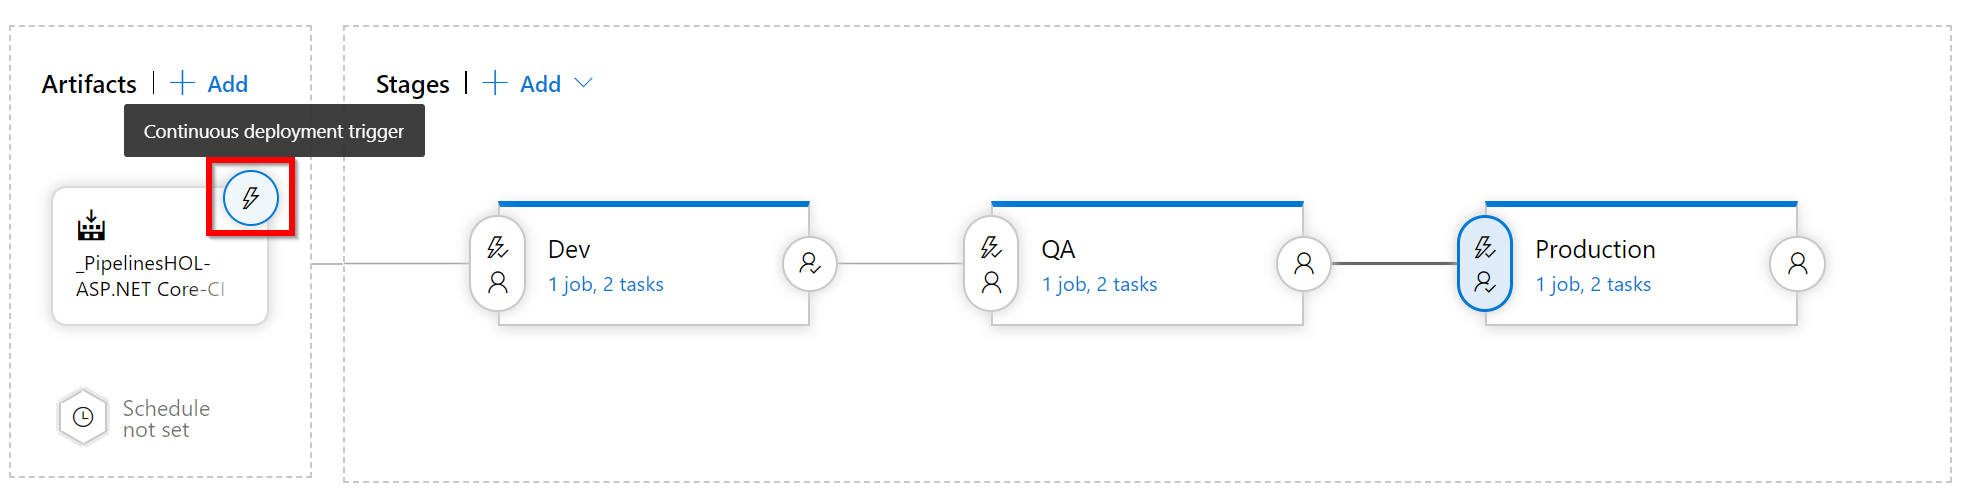 Artifacts | + Add
Continuous deployment trigger
_PipelinesHOL-
ASP.NET Core-CI
Schedule
not set
Stages | + Add
Dev
1 job, 2 tasks
QA
1 job, 2 tasks
Production
1 job, 2 tasks